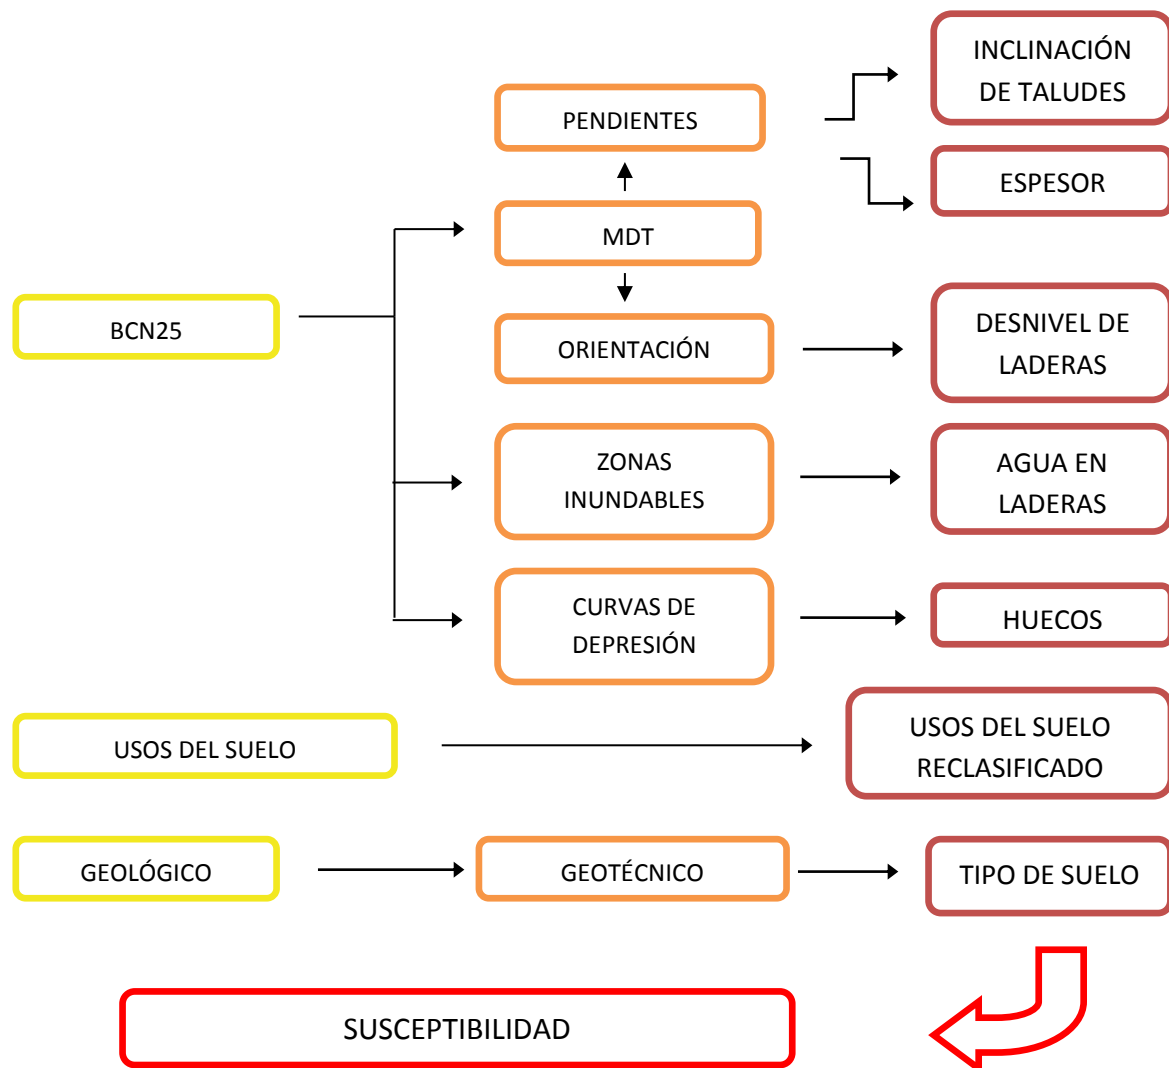 INCLINACIÓN
DE TALUDES
PENDIENTES
ESPESOR
MDT
BCN25
ORIENTACIÓN
DESNIVEL DE
LADERAS
ZONAS
INUNDABLES
AGUA EN
LADERAS
CURVAS DE
DEPRESIÓN
HUECOS
USOS DEL SUELO
USOS DEL SUELO
RECLASIFICADO
GEOLÓGICO
GEOTÉCNICO
TIPO DE SUELO
SUSCEPTIBILIDAD